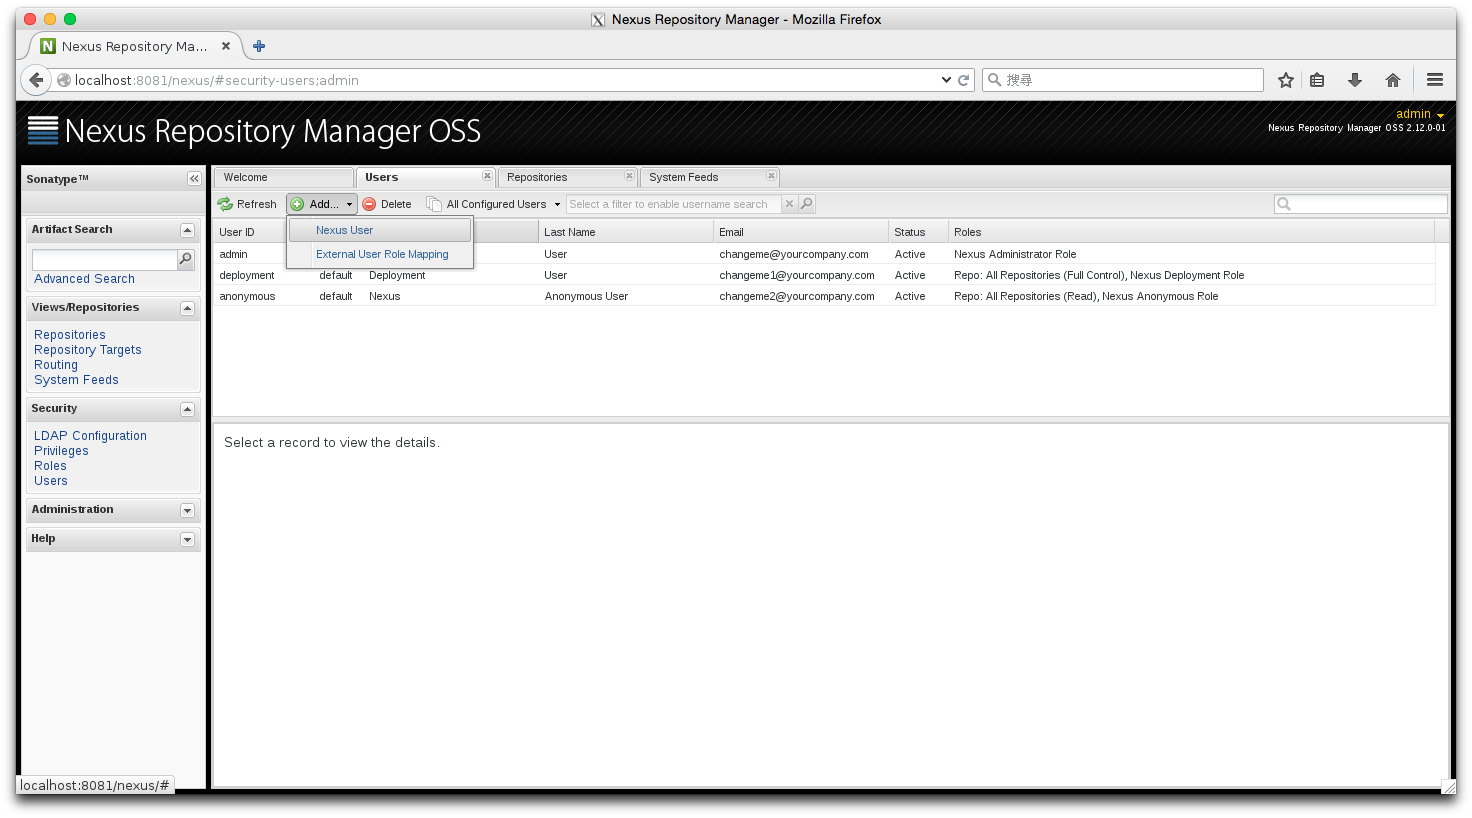 Nexus Repository Manager - Mozilla Firefox
Nexus Repository Ma...
localhost:8081/nexus/#security-users;admin
搜尋
Nexus Repository Manager OSS
admin
Nexus Repository Manager OSS 2.12.0-01
Sonatype™
Welcome
Users
Repositories
System Feeds
Refresh
Add...
Delete
All Configured Users
Select a filter to enable username search
Nexus User
External User Role Mapping
User ID Last Name Email Status Roles
admin User changeme@yourcompany.com Active Nexus Administrator Role
deployment default Deployment User changeme1@yourcompany.com Active Repo: All Repositories (Full Control), Nexus Deployment Role
anonymous default Nexus Anonymous User changeme2@yourcompany.com Active Repo: All Repositories (Read), Nexus Anonymous Role
Select a record to view the details.
Artifact Search
Advanced Search
Views/Repositories
Repositories
Repository Targets
Routing
System Feeds
Security
LDAP Configuration
Privileges
Roles
Users
Administration
Help
localhost:8081/nexus/#